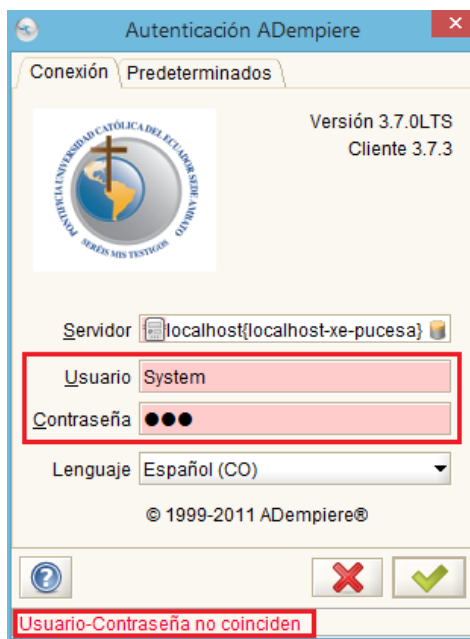 Autenticación ADempiere
Conexión
Predeterminados
PONTIFICIA UNIVERSIDAD CATÓLICA DEL ECUADOR SEDE AMBATO
SERÉIS MIS TESTIGOS
Versión 3.7.0LTS
Cliente 3.7.3
Servidor localhost{localhost-xe-pucesa}
Usuario System
Contraseña ●●●
Lenguaje Español (CO)
© 1999-2011 ADempiere®
Usuario-Contraseña no coinciden